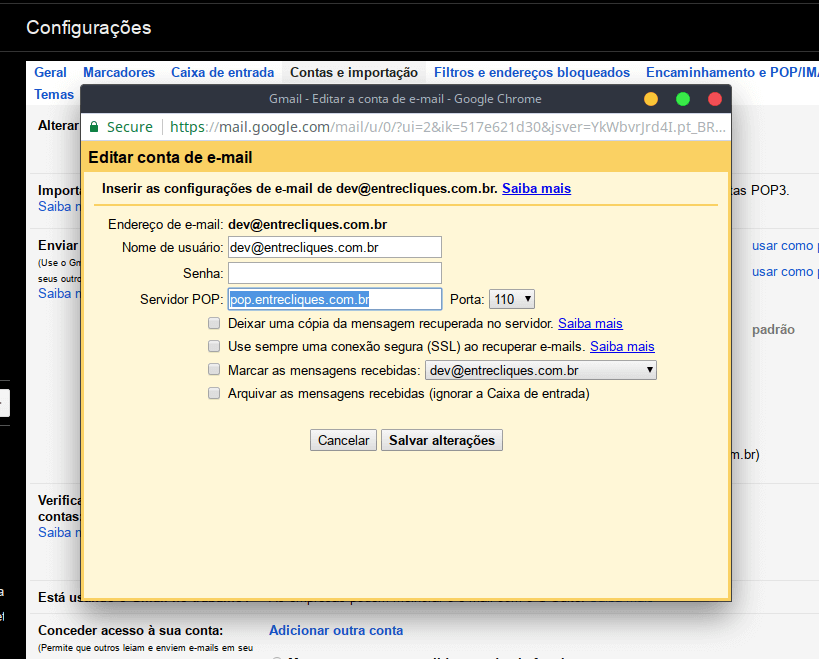 Configurações
Geral Marcadores Caixa de entrada Contas e importação Filtros e endereços bloqueados Encaminhamento e POP/IMA
Temas
Gmail - Editar a conta de e-mail - Google Chrome
Alterar
Secure https://mail.google.com/mail/u/0/?ui=2&ik=517e621d30&jsver=YkWbvrJrd4I.pt_BR...
Editar conta de e-mail
Inserir as configurações de e-mail de dev@entrecliques.com.br. Saiba mais
Import tas POP3.
Saiba n
Endereço de e-mail: dev@entrecliques.com.br
Enviar Nome de usuário: dev@entrecliques.com.br usar como p
(Use o Gm
Senha: usar como p
seus outro
Saiba n Servidor POP: pop.entrecliques.com.br Porta: 110
Deixar uma cópia da mensagem recuperada no servidor. Saiba mais
padrão
Use sempre uma conexão segura (SSL) ao recuperar e-mails. Saiba mais
Marcar as mensagens recebidas: dev@entrecliques.com.br
Arquivar as mensagens recebidas (ignorar a Caixa de entrada)
Cancelar Salvar alterações
m.br)
Verifica
contas:
Saiba n
Está us
Conceder acesso à sua conta: Adicionar outra conta
(Permite que outros leiam e enviem e-mails em seu